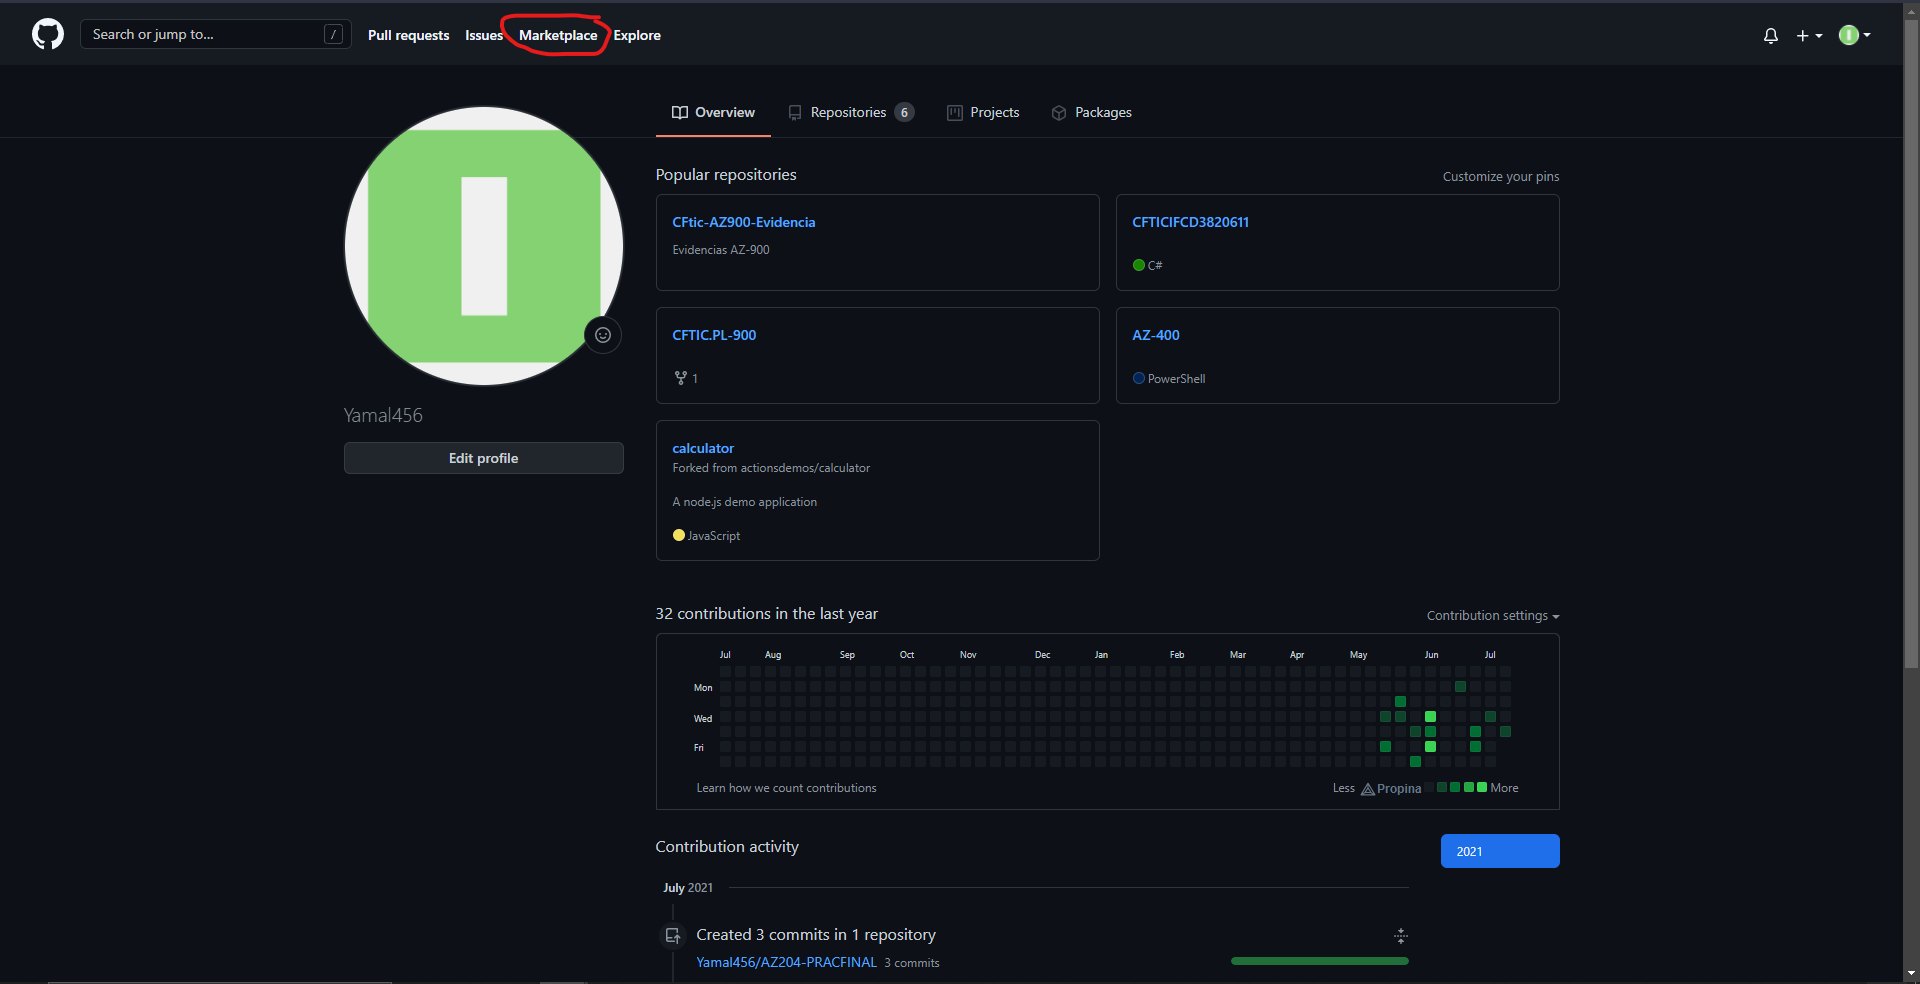 Search or jump to... / Pull requests Issues Marketplace Explore
Overview Repositories 6 Projects Packages
Yamal456
Edit profile
Popular repositories Customize your pins
CFtic-AZ900-Evidencia
Evidencias AZ-900
CFTICIFCD3820611
C#
CFTIC.PL-900
1
AZ-400
PowerShell
calculator
Forked from actionsdemos/calculator
A node.js demo application
JavaScript
32 contributions in the last year Contribution settings
Jul Aug Sep Oct Nov Dec Jan Feb Mar Apr May Jun Jul
Mon
Wed
Fri
Learn how we count contributions Less Propina More
Contribution activity 2021
July 2021
Created 3 commits in 1 repository
Yamal456/AZ204-PRACFINAL 3 commits